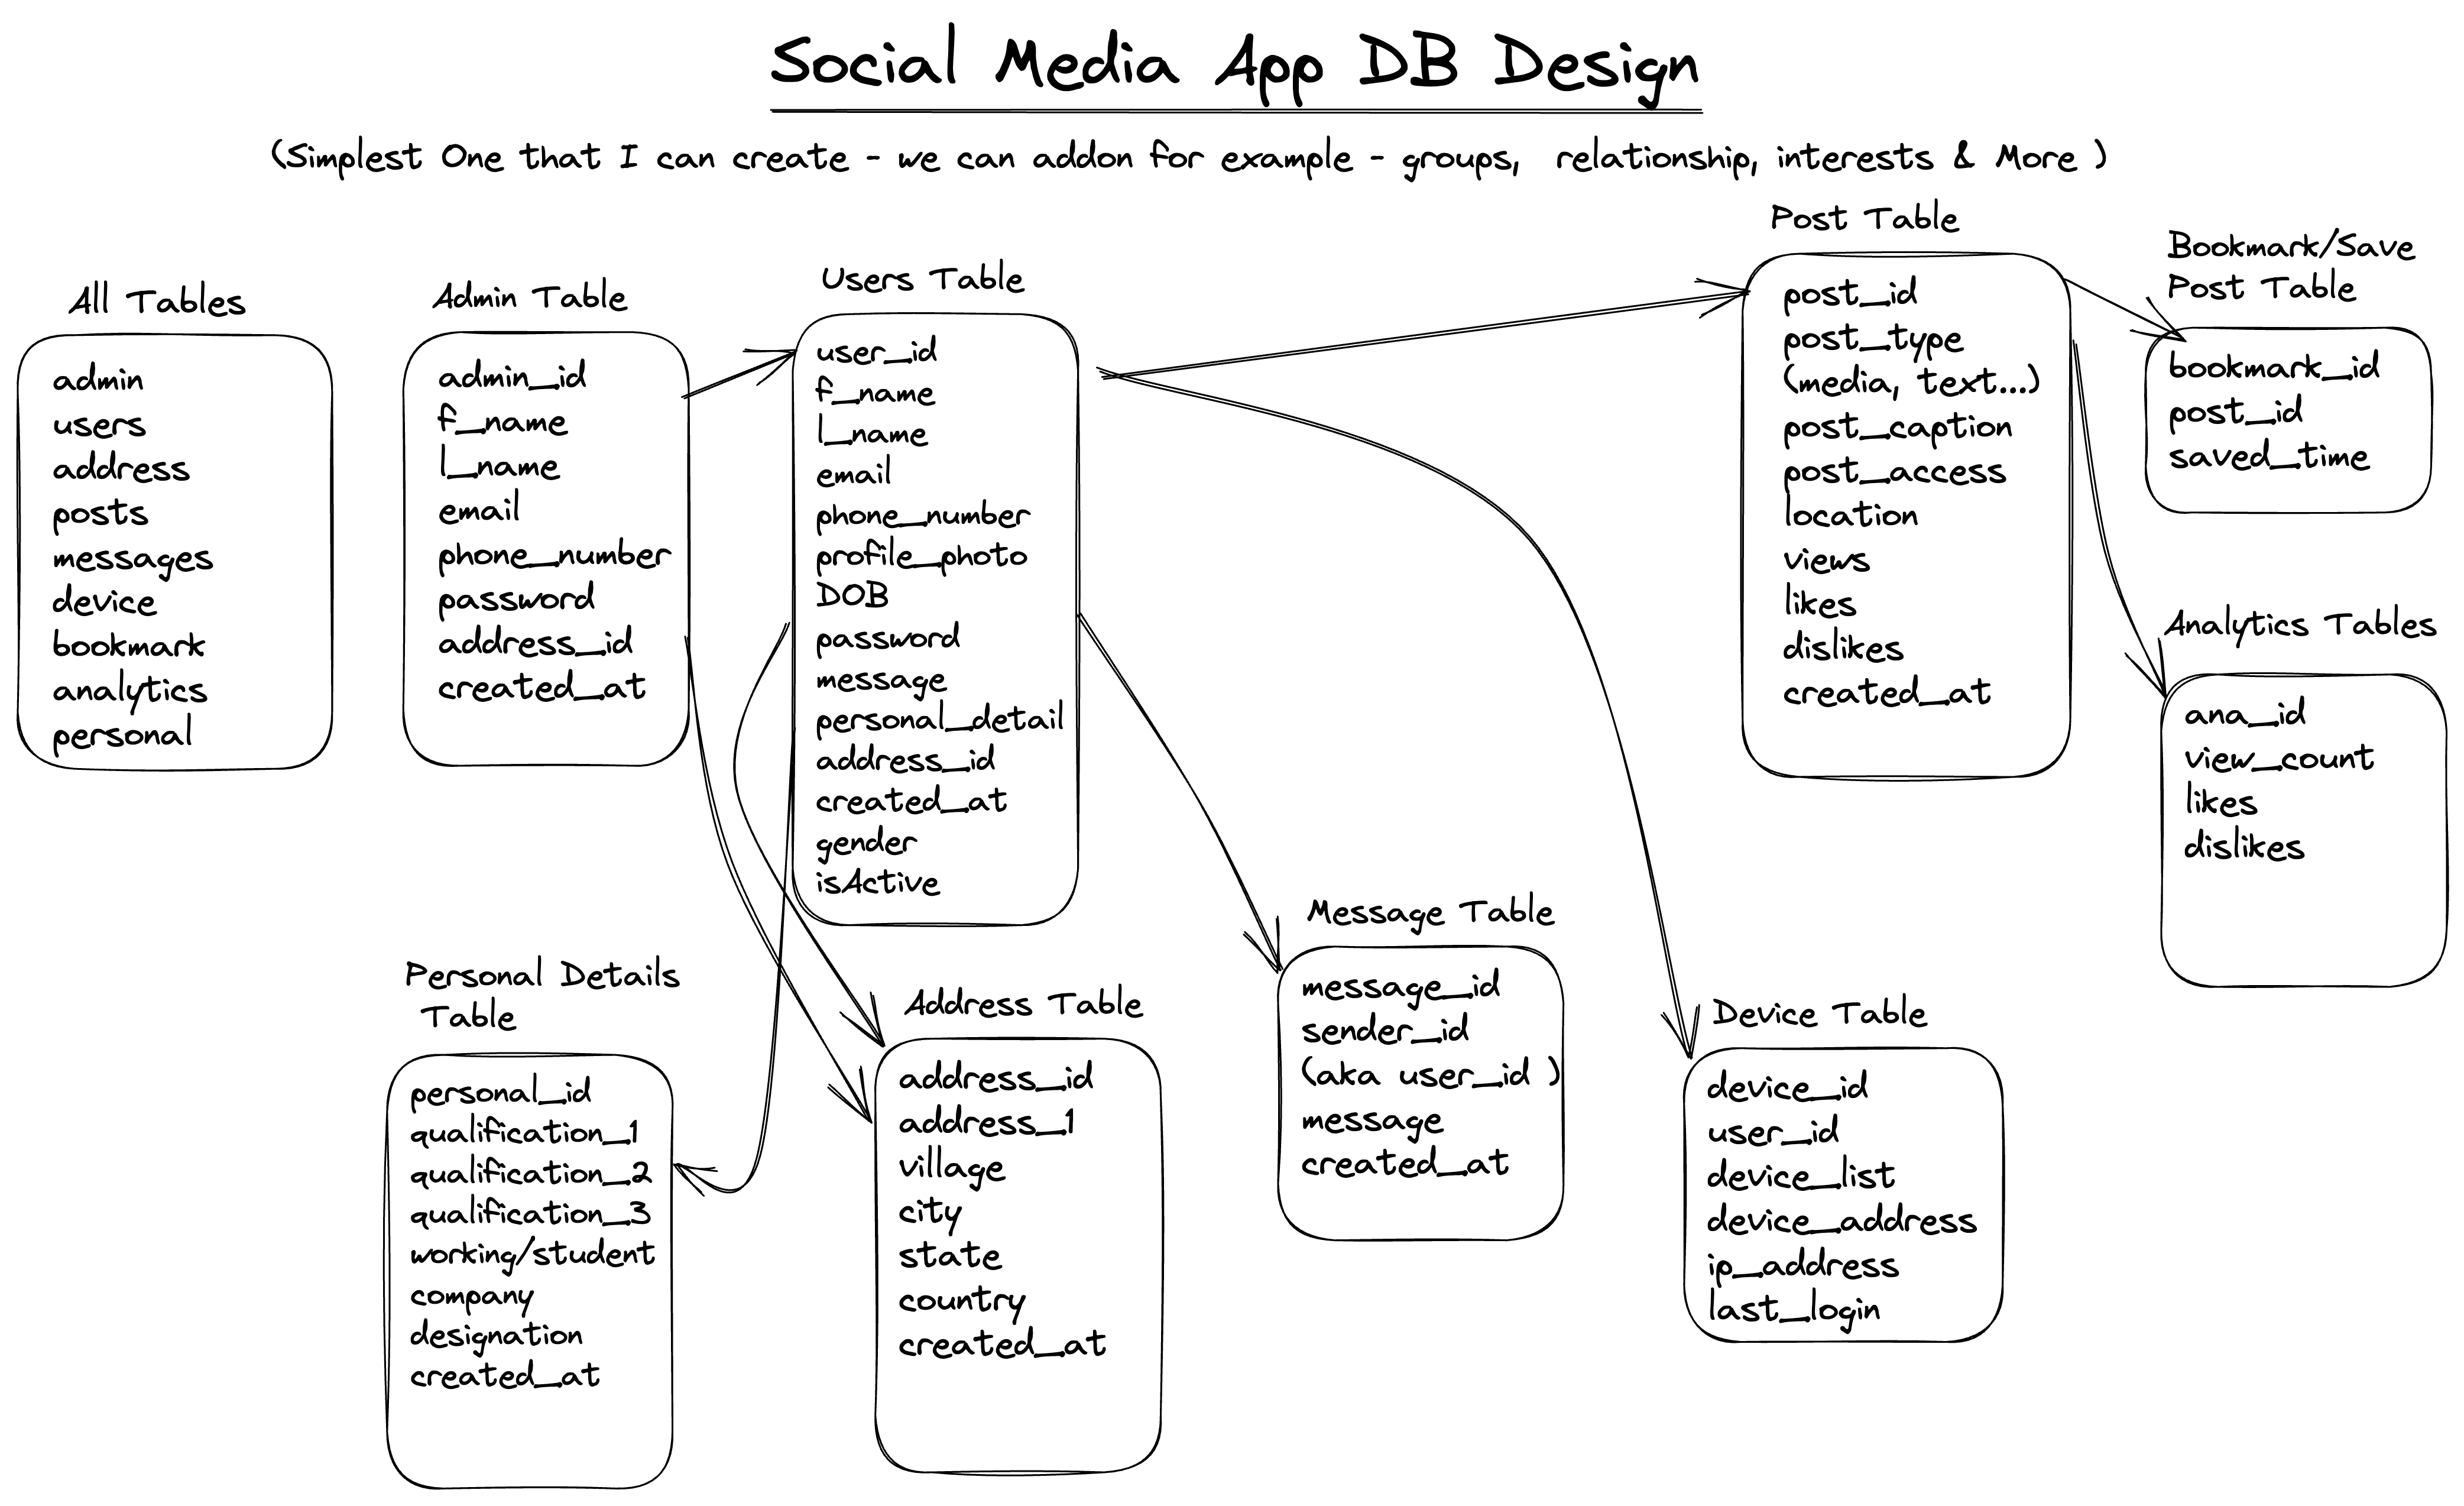 Social Media App DB Design
(Simplest One that I can create - we can addon for example - groups, relationship, interests & More )
All Tables
admin
users
address
posts
messages
device
bookmark
analytics
personal
Admin Table
admin_id
f_name
l_name
email
phone_number
password
address_id
created_at
Users Table
user_id
f_name
l_name
email
phone_number
profile_photo
DOB
password
message
personal_detail
address_id
created_at
gender
isActive
Post Table
post_id
post_type
(media, text...)
post_caption
post_access
location
views
likes
dislikes
created_at
Bookmark/Save
Post Table
bookmark_id
post_id
saved_time
Analytics Tables
ana_id
view_count
likes
dislikes
Personal Details
Table
personal_id
qualification_1
qualification_2
qualification_3
working/student
company
designation
created_at
Address Table
address_id
address_1
village
city
state
country
created_at
Message Table
message_id
sender_id
(aka user_id )
message
created_at
Device Table
device_id
user_id
device_list
device_address
ip_address
last_login